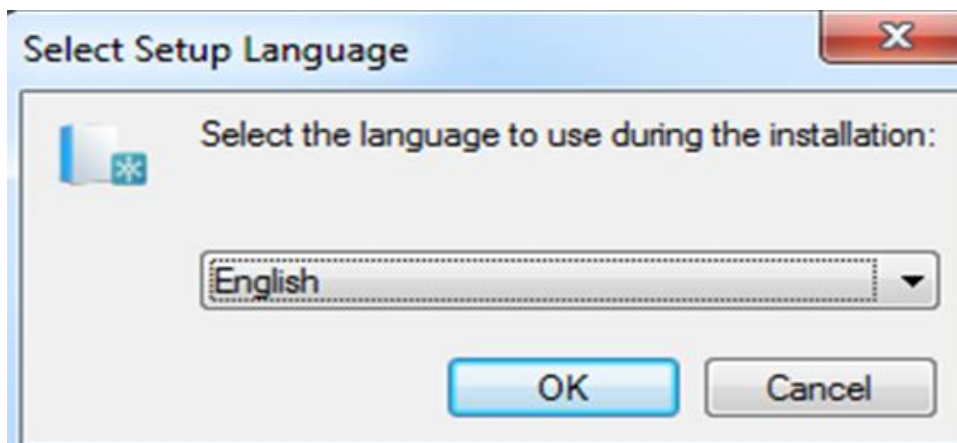 Select Setup Language
Select the language to use during the installation:
English
OK
Cancel